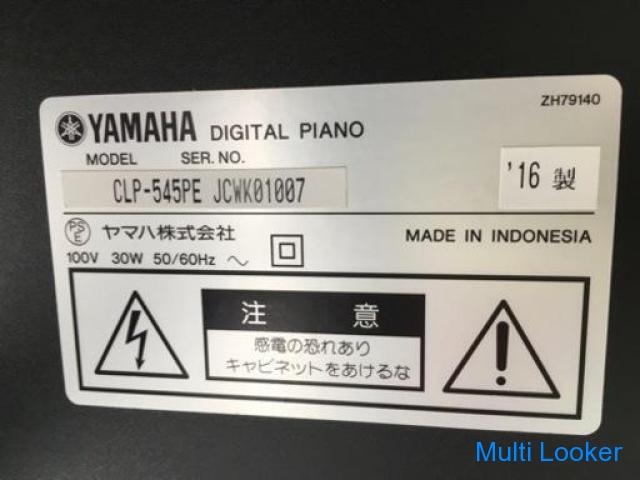 ZH79140
YAMAHA DIGITAL PIANO
MODEL SER. NO.
CLP-545PE JCWK01007
'16 製
PSE
ヤマハ株式会社
MADE IN INDONESIA
100V 30W 50/60Hz ～
注 意
感電の恐れあり
キャビネットをあけるな
Multi Looker